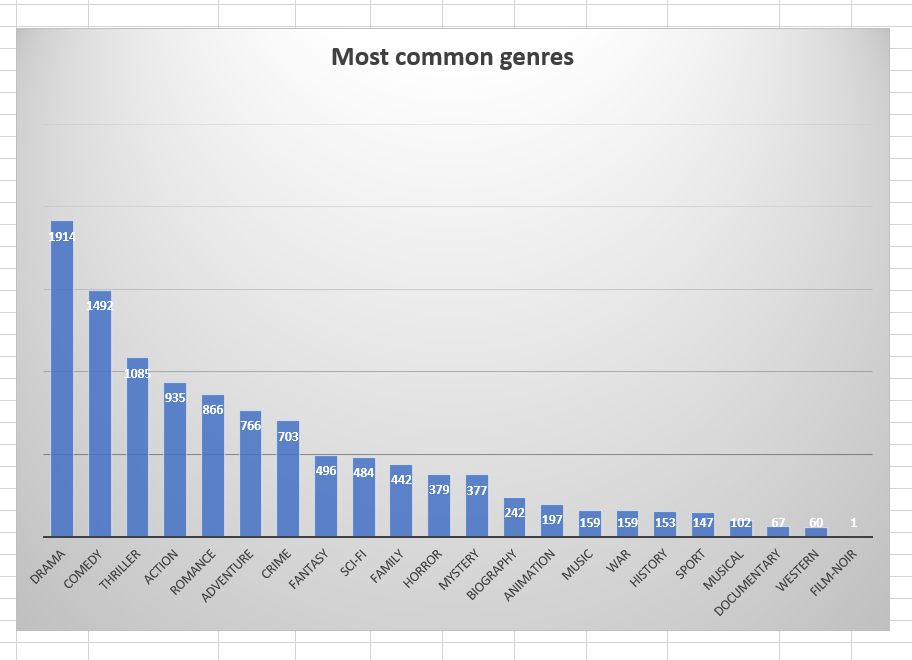 Most common genres
1914
1492
1085
935
866
766
703
496
484
442
379
377
242
197
159
159
153
147
102
67
60
1
DRAMA
COMEDY
THRILLER
ACTION
ROMANCE
ADVENTURE
CRIME
FANTASY
SCI-FI
FAMILY
HORROR
MYSTERY
BIOGRAPHY
ANIMATION
MUSIC
WAR
HISTORY
SPORT
MUSICAL
DOCUMENTARY
WESTERN
FILM-NOIR